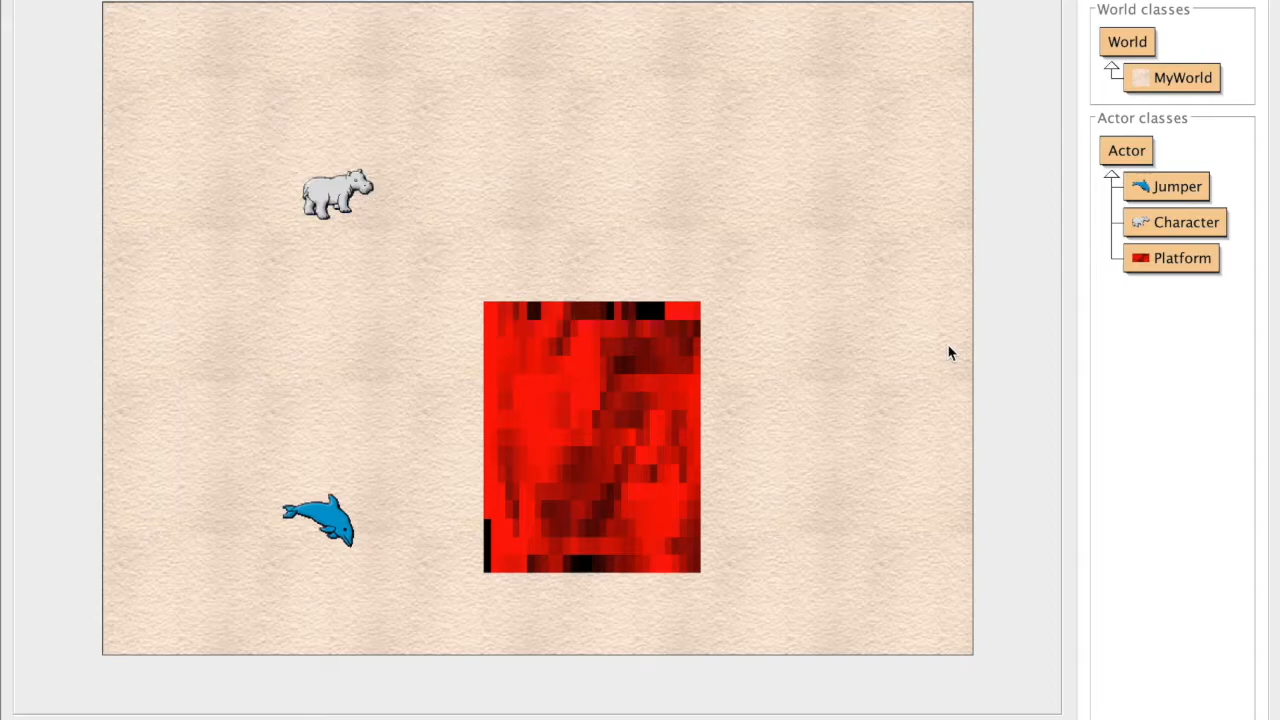 World classes
World
MyWorld
Actor classes
Actor
Jumper
Character
Platform